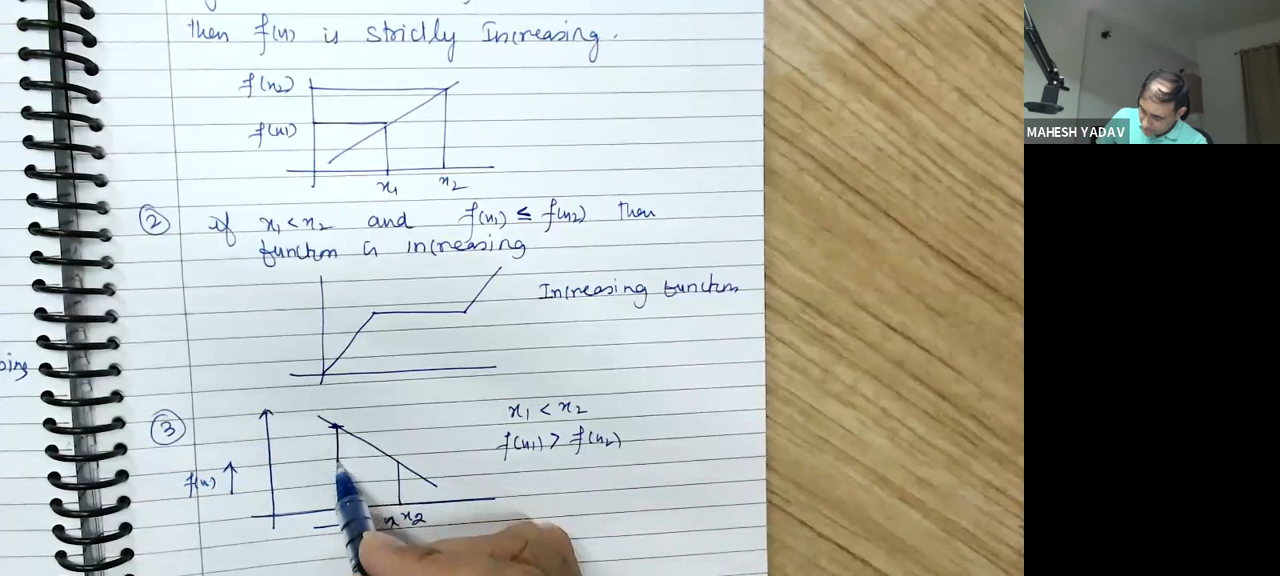 then f(x) is strictly Increasing.
f(x2)
f(x1)
x1 x2
② if x1 < x2 and f(x1) ≤ f(x2) then
function is increasing
Increasing function
③
x1 < x2
f(x1) > f(x2)
f(x) ↑
x x2
MAHESH YADAV